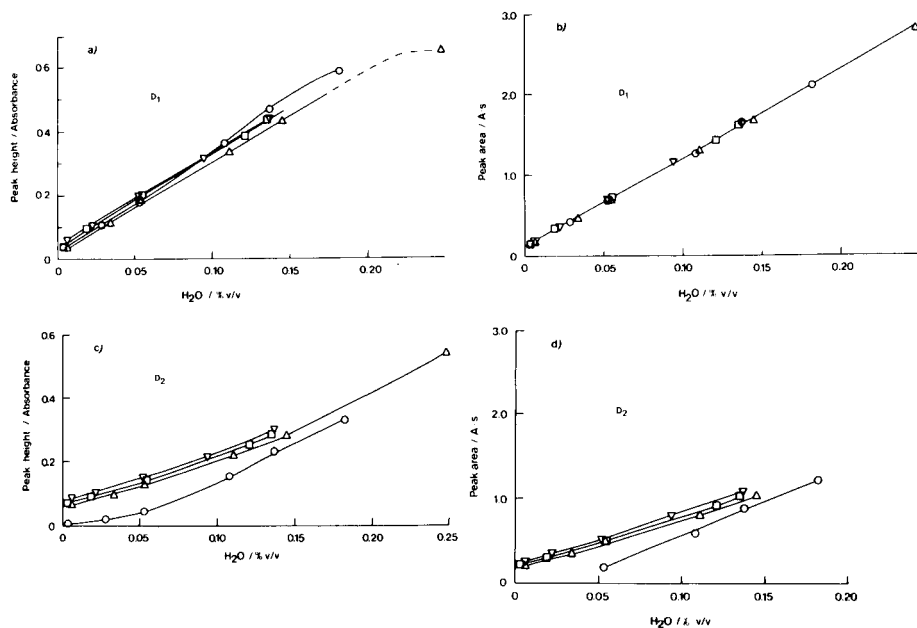 a)
D1
Peak height / Absorbance
0.6
0.4
0.2
0
0 0.05 0.10 0.15 0.20
H2O / % v/v
b)
D1
Peak area / A·s
3.0
2.0
1.0
0
0 0.05 0.10 0.15 0.20
H2O / % v/v
c)
D2
Peak height / Absorbance
0.6
0.4
0.2
0
0 0.05 0.10 0.15 0.20 0.25
H2O / % v/v
d)
D2
Peak area / A·s
3.0
2.0
1.0
0
0 0.05 0.10 0.15 0.20
H2O / % v/v